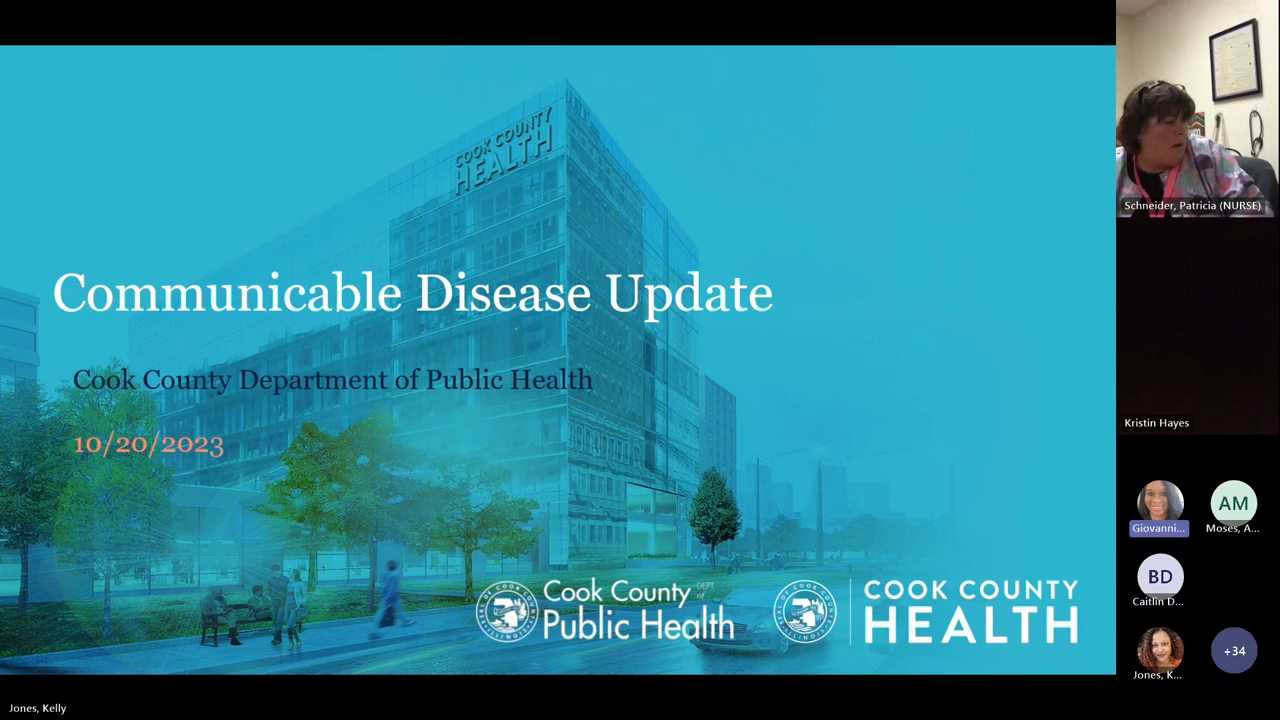 COOK COUNTY
HEALTH
Communicable Disease Update
Cook County Department of Public Health
10/20/2023
Cook County DEPT of
Public Health
COOK COUNTY
HEALTH
Schneider, Patricia (NURSE)
Kristin Hayes
Giovanni...
AM
Moses, A...
BD
Caitlin D...
Jones, K...
+34
Jones, Kelly